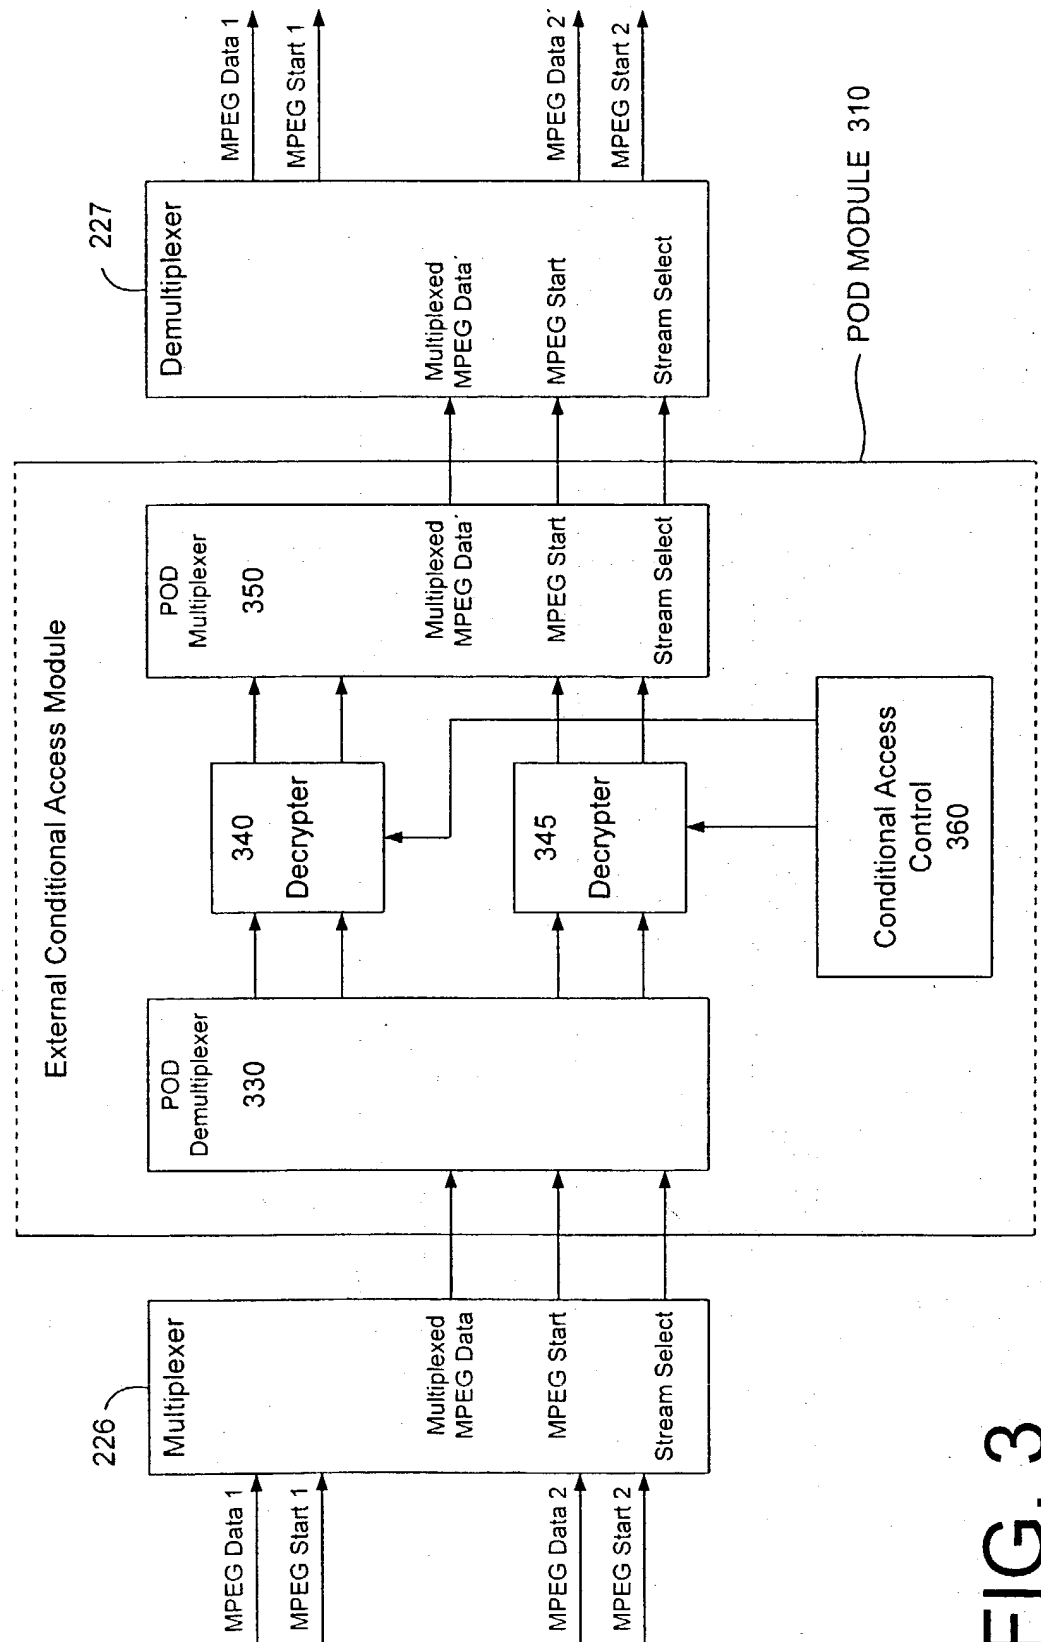 External Conditional Access Module
MPEG Data 1
MPEG Start 1
MPEG Data 2
MPEG Start 2
226
Multiplexer
Multiplexed
MPEG Data
MPEG Start
Stream Select
POD
Demultiplexer
330
340
Decrypter
345
Decrypter
Conditional Access
Control
360
POD
Multiplexer
350
Multiplexed
MPEG Data´
MPEG Start
Stream Select
227
Demultiplexer
Multiplexed
MPEG Data´
MPEG Start
Stream Select
MPEG Data 1
MPEG Start 1
MPEG Data 2´
MPEG Start 2
POD MODULE 310
FIG. 3